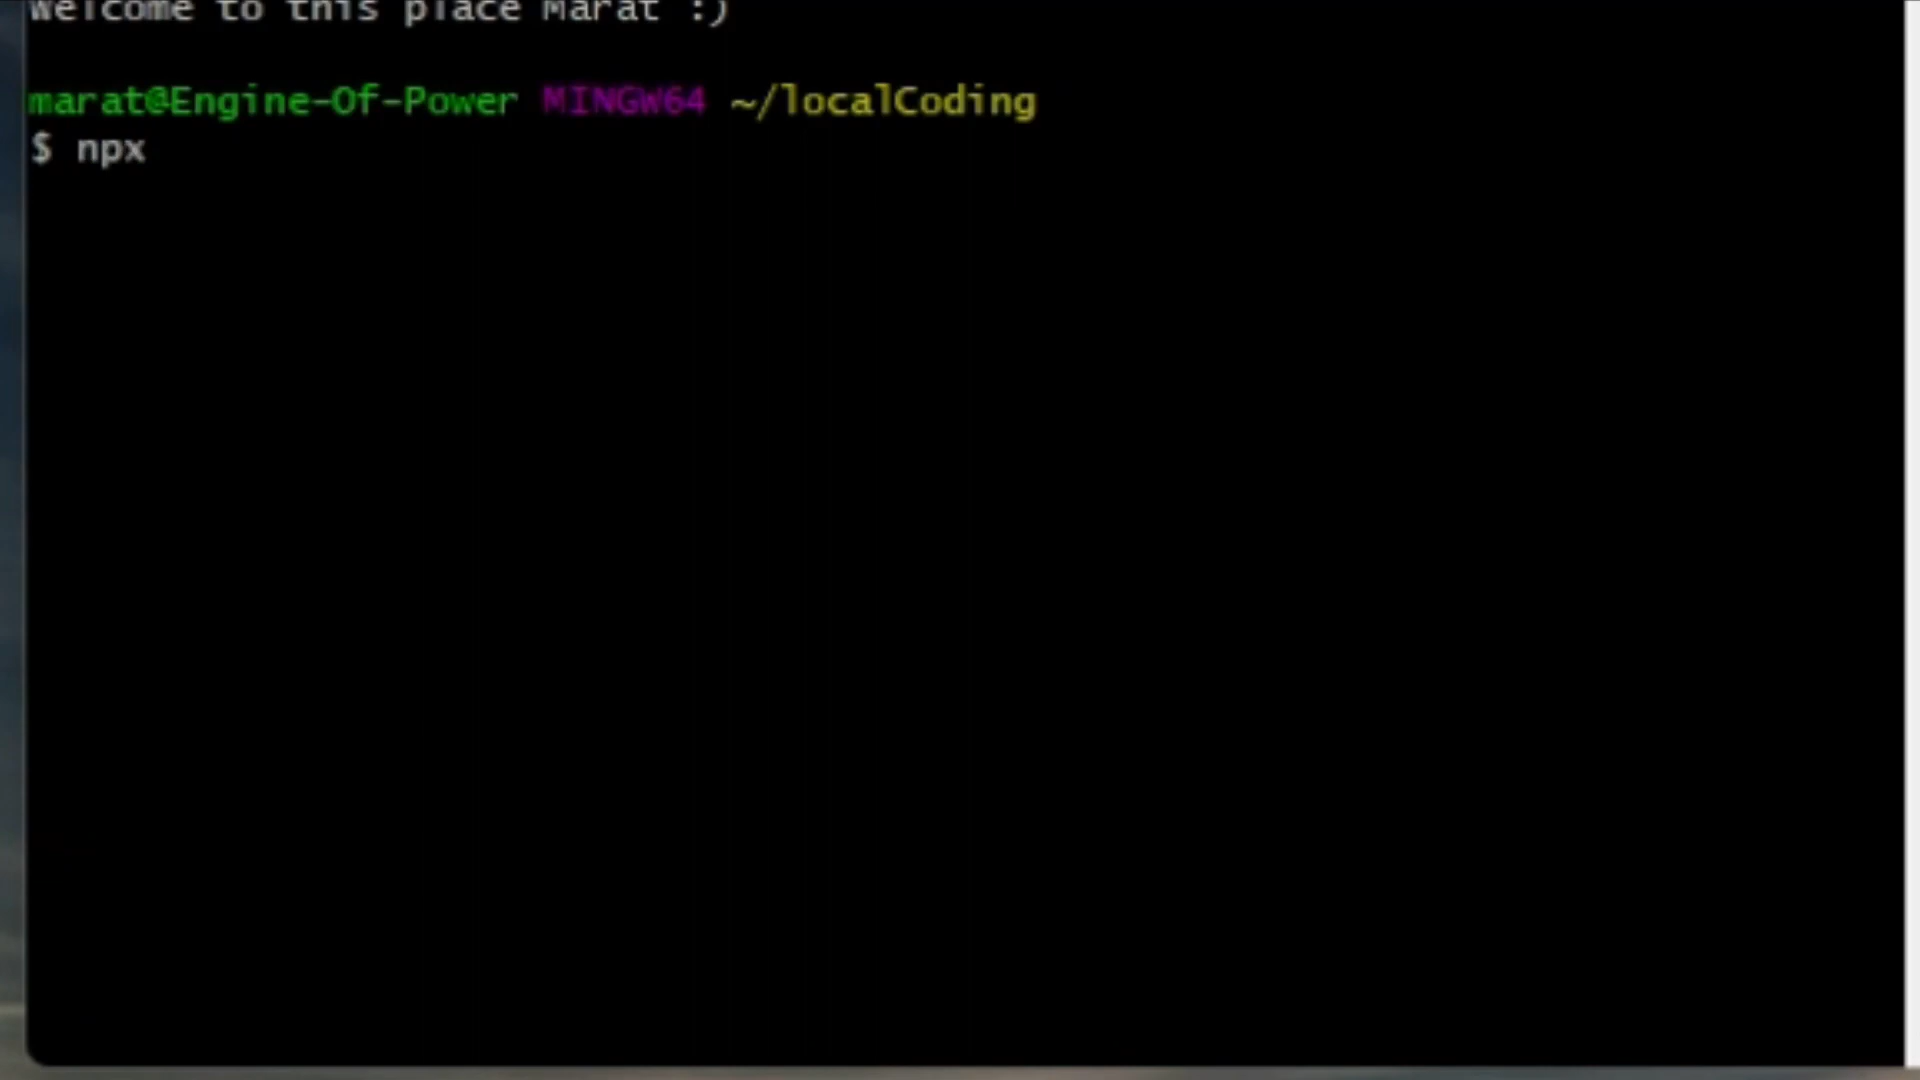 Welcome to this place Marat :)
marat@Engine-Of-Power MINGW64 ~/localCoding
$ npx